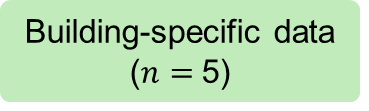 Building-specific data
(n = 5)